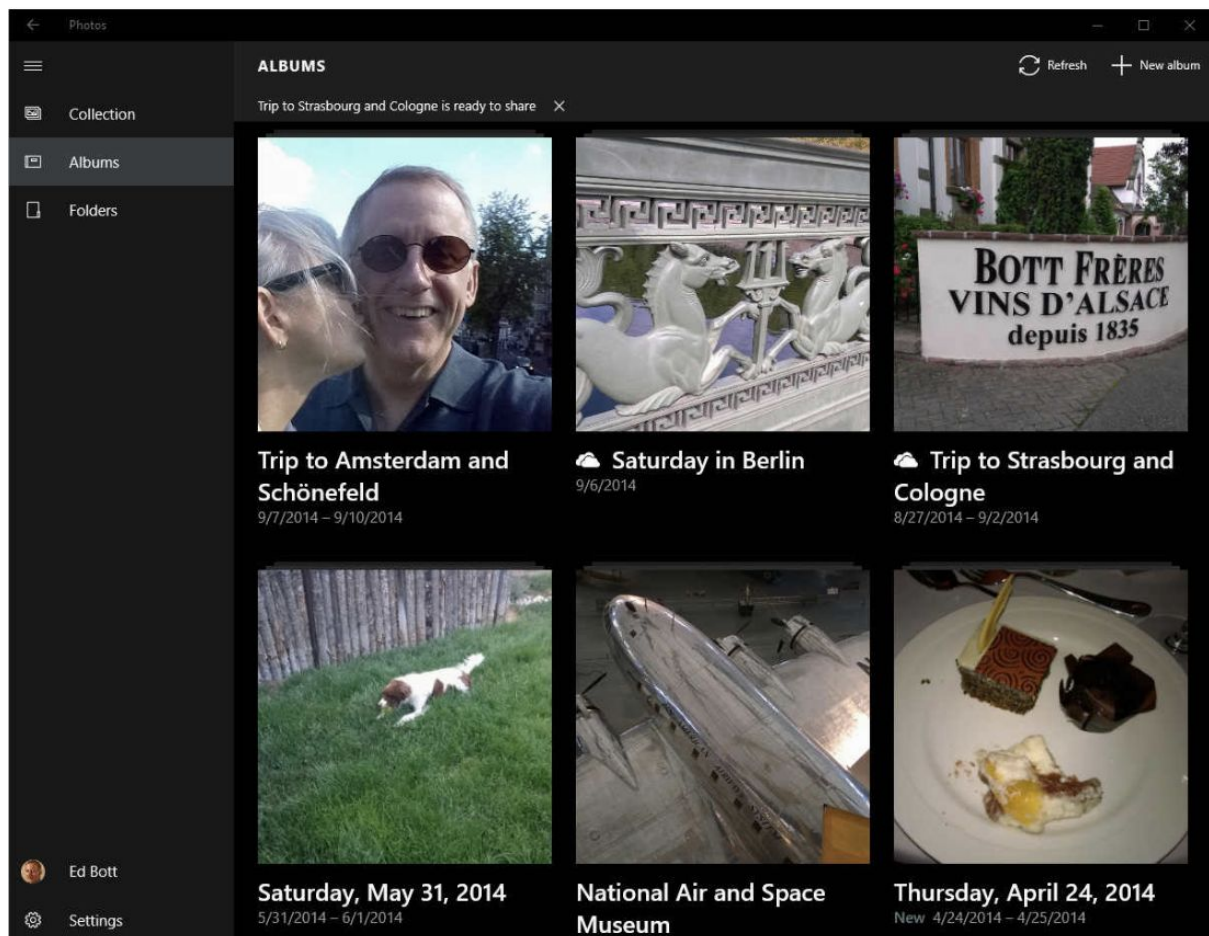 Photos
ALBUMS
Refresh
New album
Trip to Strasbourg and Cologne is ready to share
Collection
Albums
Folders
BOTT FRÈRES
VINS D'ALSACE
depuis 1835
Trip to Amsterdam and
Schönefeld
9/7/2014 – 9/10/2014
Saturday in Berlin
9/6/2014
Trip to Strasbourg and
Cologne
8/27/2014 – 9/2/2014
Saturday, May 31, 2014
5/31/2014 – 6/1/2014
National Air and Space
Museum
Thursday, April 24, 2014
New 4/24/2014 – 4/25/2014
Ed Bott
Settings